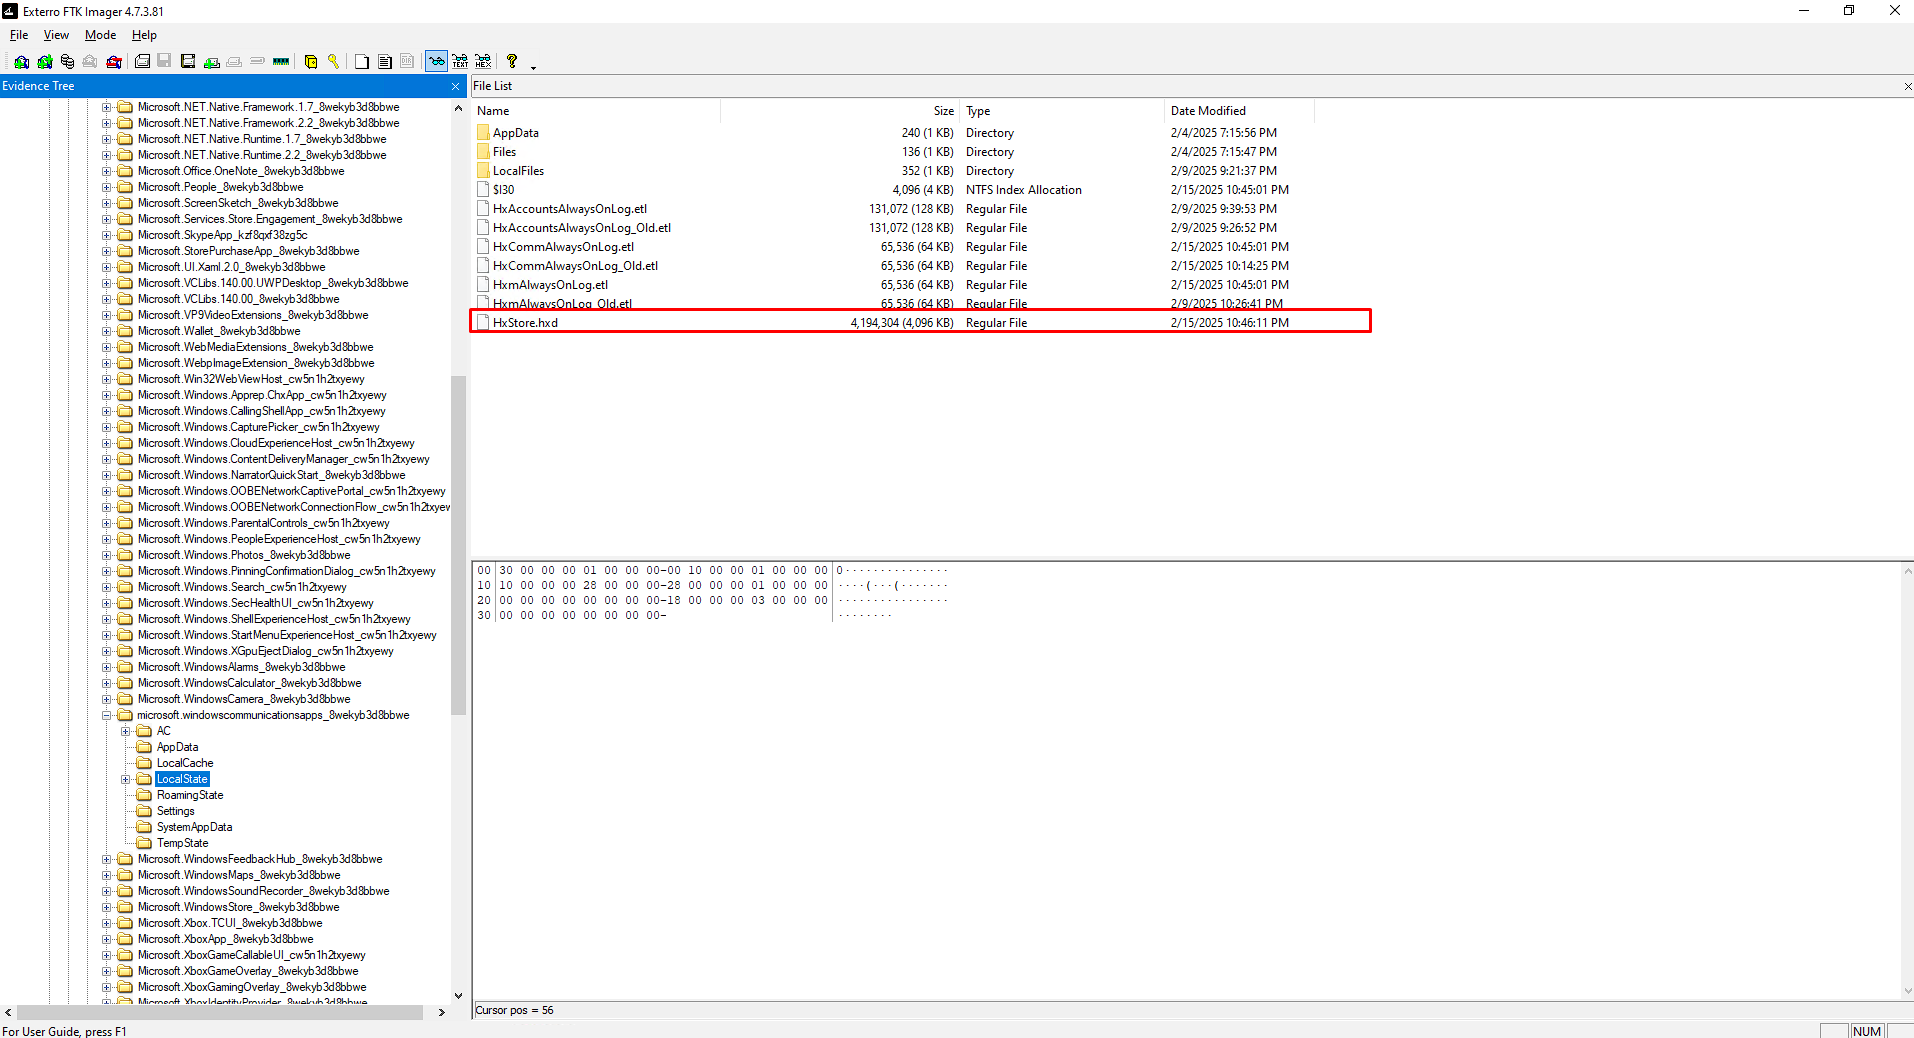 Exterro FTK Imager 4.7.3.81
File View Mode Help
Evidence Tree
Microsoft.NET.Native.Framework.1.7_8wekyb3d8bbwe
Microsoft.NET.Native.Framework.2.2_8wekyb3d8bbwe
Microsoft.NET.Native.Runtime.1.7_8wekyb3d8bbwe
Microsoft.NET.Native.Runtime.2.2_8wekyb3d8bbwe
Microsoft.Office.OneNote_8wekyb3d8bbwe
Microsoft.People_8wekyb3d8bbwe
Microsoft.ScreenSketch_8wekyb3d8bbwe
Microsoft.Services.Store.Engagement_8wekyb3d8bbwe
Microsoft.SkypeApp_kzf8qxf38zg5c
Microsoft.StorePurchaseApp_8wekyb3d8bbwe
Microsoft.UI.Xaml.2.0_8wekyb3d8bbwe
Microsoft.VCLibs.140.00.UWPDesktop_8wekyb3d8bbwe
Microsoft.VCLibs.140.00_8wekyb3d8bbwe
Microsoft.VP9VideoExtensions_8wekyb3d8bbwe
Microsoft.Wallet_8wekyb3d8bbwe
Microsoft.WebMediaExtensions_8wekyb3d8bbwe
Microsoft.WebpImageExtension_8wekyb3d8bbwe
Microsoft.Win32WebViewHost_cw5n1h2txyewy
Microsoft.Windows.Apprep.ChxApp_cw5n1h2txyewy
Microsoft.Windows.CallingShellApp_cw5n1h2txyewy
Microsoft.Windows.CapturePicker_cw5n1h2txyewy
Microsoft.Windows.CloudExperienceHost_cw5n1h2txyewy
Microsoft.Windows.ContentDeliveryManager_cw5n1h2txyewy
Microsoft.Windows.NarratorQuickStart_8wekyb3d8bbwe
Microsoft.Windows.OOBENetworkCaptivePortal_cw5n1h2txyewy
Microsoft.Windows.OOBENetworkConnectionFlow_cw5n1h2txyew
Microsoft.Windows.ParentalControls_cw5n1h2txyewy
Microsoft.Windows.PeopleExperienceHost_cw5n1h2txyewy
Microsoft.Windows.Photos_8wekyb3d8bbwe
Microsoft.Windows.PinningConfirmationDialog_cw5n1h2txyewy
Microsoft.Windows.Search_cw5n1h2txyewy
Microsoft.Windows.SecHealthUI_cw5n1h2txyewy
Microsoft.Windows.ShellExperienceHost_cw5n1h2txyewy
Microsoft.Windows.StartMenuExperienceHost_cw5n1h2txyewy
Microsoft.Windows.XGpuEjectDialog_cw5n1h2txyewy
Microsoft.WindowsAlarms_8wekyb3d8bbwe
Microsoft.WindowsCalculator_8wekyb3d8bbwe
Microsoft.WindowsCamera_8wekyb3d8bbwe
microsoft.windowscommunicationsapps_8wekyb3d8bbwe
AC
AppData
LocalCache
LocalState
RoamingState
Settings
SystemAppData
TempState
Microsoft.WindowsFeedbackHub_8wekyb3d8bbwe
Microsoft.WindowsMaps_8wekyb3d8bbwe
Microsoft.WindowsSoundRecorder_8wekyb3d8bbwe
Microsoft.WindowsStore_8wekyb3d8bbwe
Microsoft.Xbox.TCUI_8wekyb3d8bbwe
Microsoft.XboxApp_8wekyb3d8bbwe
Microsoft.XboxGameCallableUI_cw5n1h2txyewy
Microsoft.XboxGameOverlay_8wekyb3d8bbwe
Microsoft.XboxGamingOverlay_8wekyb3d8bbwe
Microsoft.XboxIdentityProvider_8wekyb3d8bbwe
File List
Name Size Type Date Modified
AppData 240 (1 KB) Directory 2/4/2025 7:15:56 PM
Files 136 (1 KB) Directory 2/4/2025 7:15:47 PM
LocalFiles 352 (1 KB) Directory 2/9/2025 9:21:37 PM
$I30 4,096 (4 KB) NTFS Index Allocation 2/15/2025 10:45:01 PM
HxAccountsAlwaysOnLog.etl 131,072 (128 KB) Regular File 2/9/2025 9:39:53 PM
HxAccountsAlwaysOnLog_Old.etl 131,072 (128 KB) Regular File 2/9/2025 9:26:52 PM
HxCommAlwaysOnLog.etl 65,536 (64 KB) Regular File 2/15/2025 10:45:01 PM
HxCommAlwaysOnLog_Old.etl 65,536 (64 KB) Regular File 2/15/2025 10:14:25 PM
HxmAlwaysOnLog.etl 65,536 (64 KB) Regular File 2/15/2025 10:45:01 PM
HxmAlwaysOnLog_Old.etl 65,536 (64 KB) Regular File 2/9/2025 10:26:41 PM
HxStore.hxd 4,194,304 (4,096 KB) Regular File 2/15/2025 10:46:11 PM
00 30 00 00 00 01 00 00 00-00 10 00 00 01 00 00 00 0···············
10 10 00 00 00 28 00 00 00-28 00 00 00 01 00 00 00 ····(···(·······
20 00 00 00 00 00 00 00 00-18 00 00 00 03 00 00 00 ················
30 00 00 00 00 00 00 00 00- ········
Cursor pos = 56
For User Guide, press F1
NUM